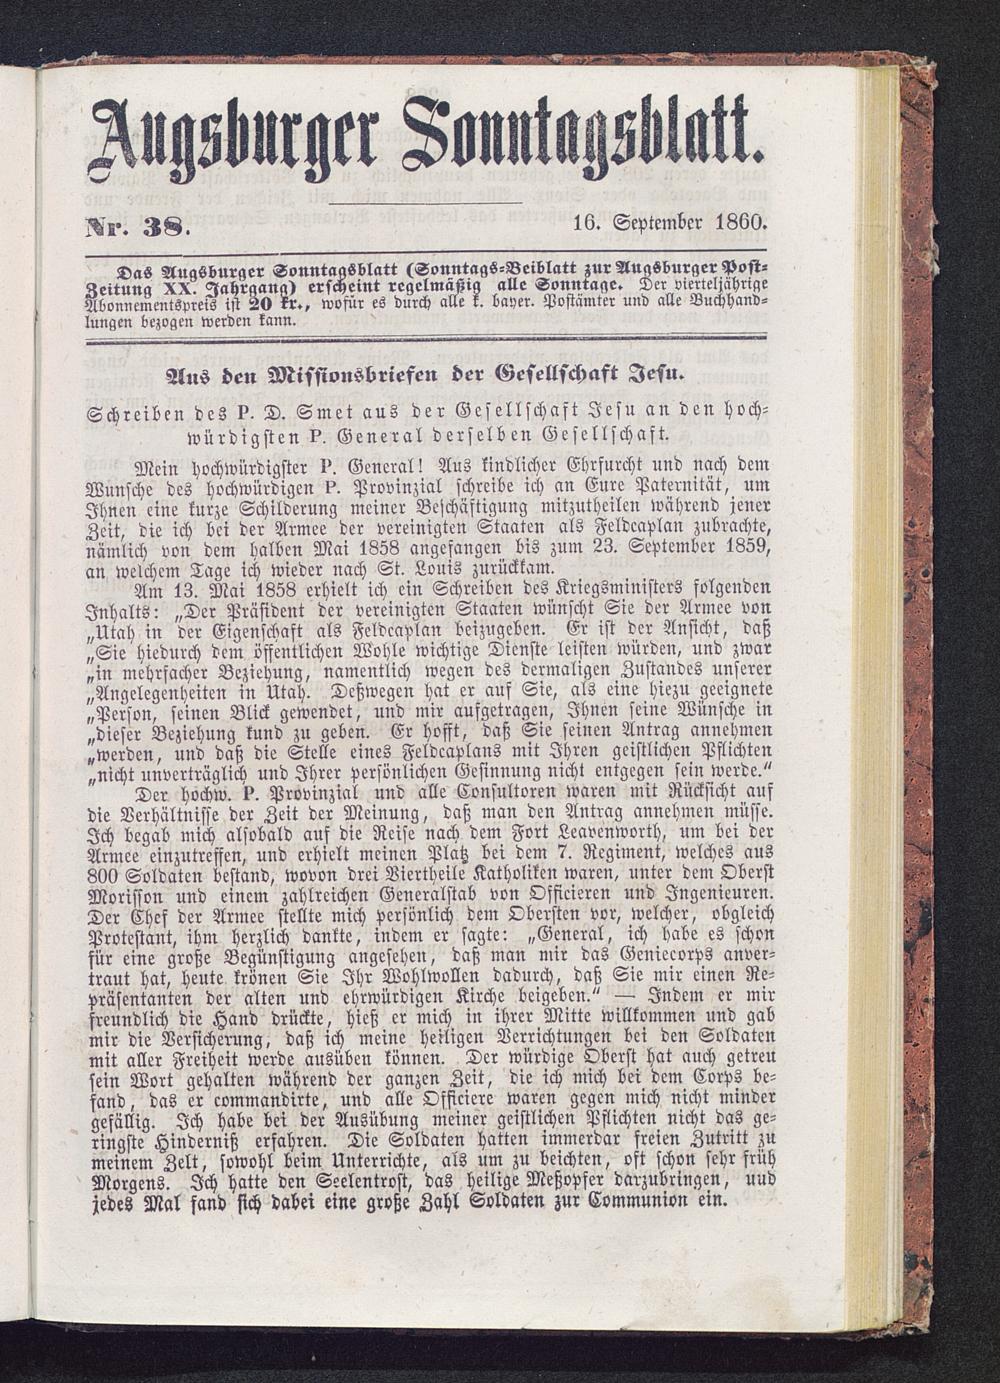 Augsburger Sonntagsblatt.
Nr. 38.
16. September 1860.
Das Augsburger Sonntagsblatt (Sonntags-Beiblatt zur Augsburger Post-
Zeitung XX. Jahrgang) erscheint regelmäßig alle Sonntage. Der vierteljährige
Abonnementspreis ist 20 kr., wofür es durch alle k. bayer. Postämter und alle Buchhand-
lungen bezogen werden kann.
Aus den Missionsbriefen der Gesellschaft Jesu.
Schreiben des P. D. Smet aus der Gesellschaft Jesu an den hoch-
würdigsten P. General derselben Gesellschaft.
Mein hochwürdigster P. General! Aus kindlicher Ehrfurcht und nach dem
Wunsche des hochwürdigen P. Provinzial schreibe ich an Eure Paternität, um
Ihnen eine kurze Schilderung meiner Beschäftigung mitzutheilen während jener
Zeit, die ich bei der Armee der vereinigten Staaten als Feldcaplan zubrachte,
nämlich von dem halben Mai 1858 angefangen bis zum 23. September 1859,
an welchem Tage ich wieder nach St. Louis zurückkam.
Am 13. Mai 1858 erhielt ich ein Schreiben des Kriegsministers folgenden
Inhalts: „Der Präsident der vereinigten Staaten wünscht Sie der Armee von
„Utah in der Eigenschaft als Feldcaplan beizugeben. Er ist der Ansicht, daß
„Sie hiedurch dem öffentlichen Wohle wichtige Dienste leisten würden, und zwar
„in mehrfacher Beziehung, namentlich wegen des dermaligen Zustandes unserer
„Angelegenheiten in Utah. Deßwegen hat er auf Sie, als eine hiezu geeignete
„Person, seinen Blick gewendet, und mir aufgetragen, Ihnen seine Wünsche in
„dieser Beziehung kund zu geben. Er hofft, daß Sie seinen Antrag annehmen
„werden, und daß die Stelle eines Feldcaplans mit Ihren geistlichen Pflichten
„nicht unverträglich und Ihrer persönlichen Gesinnung nicht entgegen sein werde.“
Der hochw. P. Provinzial und alle Consultoren waren mit Rücksicht auf
die Verhältnisse der Zeit der Meinung, daß man den Antrag annehmen müsse.
Ich begab mich alsobald auf die Reise nach dem Fort Leavenworth, um bei der
Armee einzutreffen, und erhielt meinen Platz bei dem 7. Regiment, welches aus
800 Soldaten bestand, wovon drei Viertheile Katholiken waren, unter dem Oberst
Morisson und einem zahlreichen Generalstab von Officieren und Ingenieuren.
Der Chef der Armee stellte mich persönlich dem Obersten vor, welcher, obgleich
Protestant, ihm herzlich dankte, indem er sagte: „General, ich habe es schon
für eine große Begünstigung angesehen, daß man mir das Geniecorps anver-
traut hat, heute krönen Sie Ihr Wohlwollen dadurch, daß Sie mir einen Re-
präsentanten der alten und ehrwürdigen Kirche beigeben.“ — Indem er mir
freundlich die Hand drückte, hieß er mich in ihrer Mitte willkommen und gab
mir die Versicherung, daß ich meine heiligen Verrichtungen bei den Soldaten
mit aller Freiheit werde ausüben können. Der würdige Oberst hat auch getreu
sein Wort gehalten während der ganzen Zeit, die ich mich bei dem Corps be-
fand, das er commandirte, und alle Officiere waren gegen mich nicht minder
gefällig. Ich habe bei der Ausübung meiner geistlichen Pflichten nicht das ge-
ringste Hinderniß erfahren. Die Soldaten hatten immerdar freien Zutritt zu
meinem Zelt, sowohl beim Unterrichte, als um zu beichten, oft schon sehr früh
Morgens. Ich hatte den Seelentrost, das heilige Meßopfer darzubringen, und
jedes Mal fand sich dabei eine große Zahl Soldaten zur Communion ein.